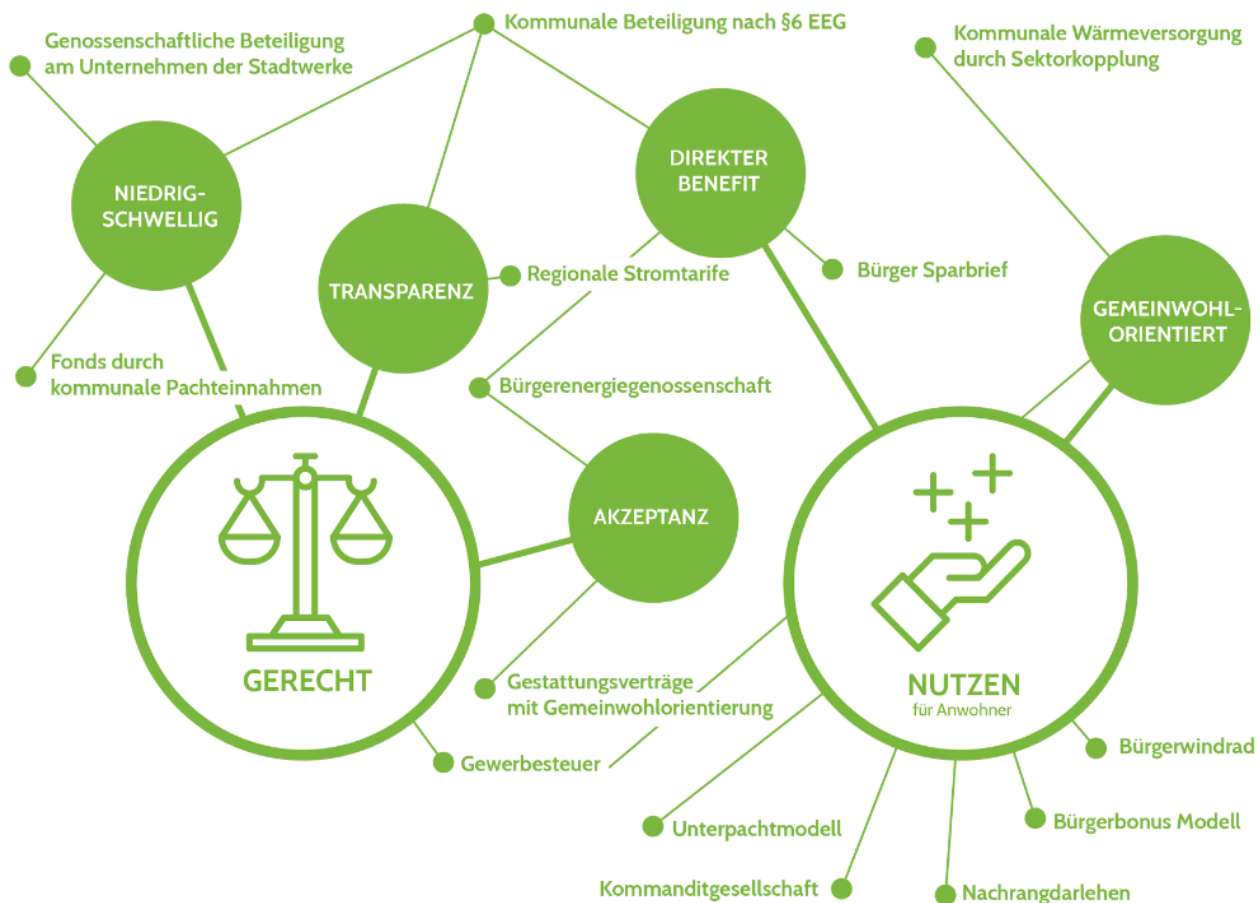 Kommunale Beteiligung nach §6 EEG
Genossenschaftliche Beteiligung
am Unternehmen der Stadtwerke
Kommunale Wärmeversorgung
durch Sektorkopplung
DIREKTER
BENEFIT
NIEDRIG-
SCHWELLIG
TRANSPARENZ
Regionale Stromtarife
Bürger Sparbrief
GEMEINWOHL-
ORIENTIERT
Fonds durch
kommunale Pachteinnahmen
Bürgerenergiegenossenschaft
AKZEPTANZ
GERECHT
Gestattungsverträge
mit Gemeinwohlorientierung
NUTZEN
für Anwohner
Gewerbesteuer
Bürgerwindrad
Unterpachtmodell
Bürgerbonus Modell
Kommanditgesellschaft
Nachrangdarlehen